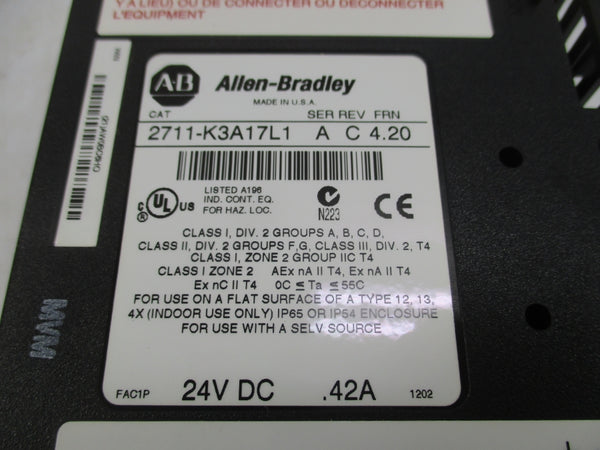 Y A LIEU) OU DE CONNECTER OU DÉCONNECTER
L'ÉQUIPEMENT
AB Allen-Bradley
MADE IN U.S.A.
CAT SER REV FRN
2711-K3A17L1 A C 4.20
C UL US
LISTED A196
IND. CONT. EQ.
FOR HAZ. LOC.
N223
CE
CLASS I, DIV. 2 GROUPS A, B, C, D,
CLASS II, DIV. 2 GROUPS F,G, CLASS III, DIV. 2, T4
CLASS I, ZONE 2 GROUP IIC T4
CLASS I ZONE 2 AEx nA II T4, Ex nA II T4
Ex nC II T4 0C ≤ Ta ≤ 55C
FOR USE ON A FLAT SURFACE OF A TYPE 12, 13,
4X (INDOOR USE ONLY) IP65 OR IP54 ENCLOSURE
FOR USE WITH A SELV SOURCE
FAC1P 24V DC .42A 1202